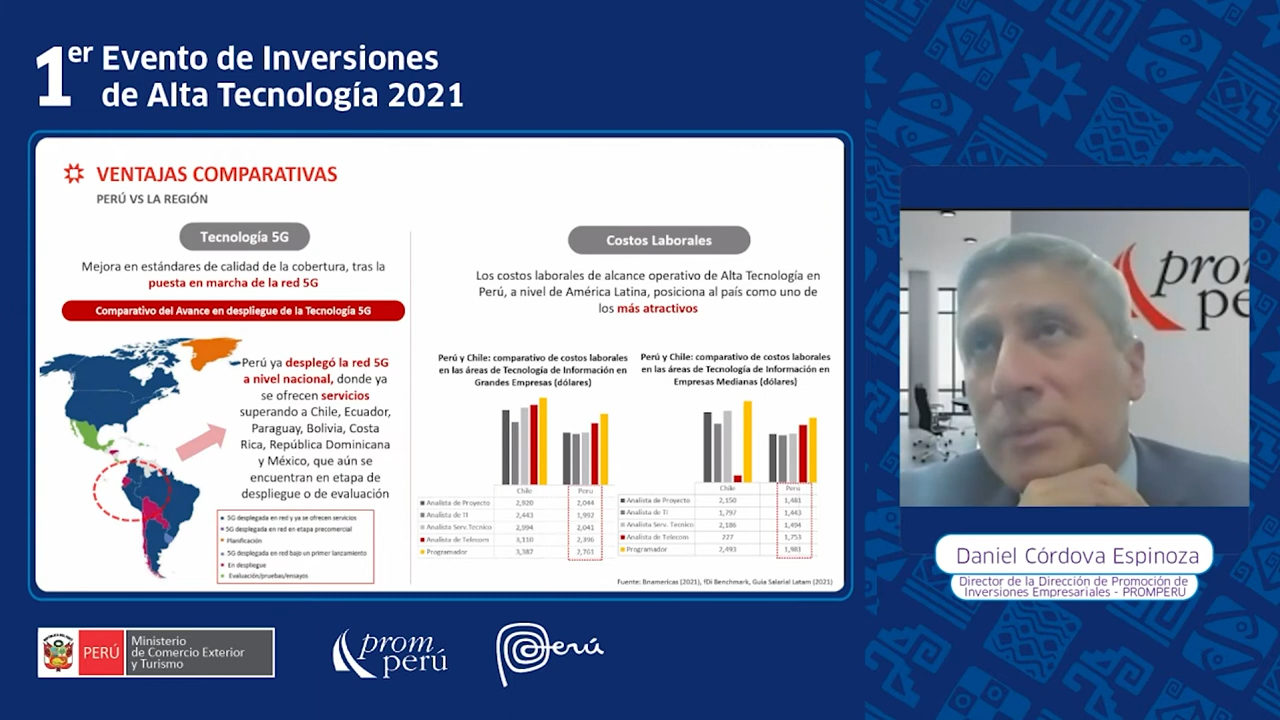 1er Evento de Inversiones
de Alta Tecnología 2021
VENTAJAS COMPARATIVAS
PERÚ VS LA REGIÓN
Tecnología 5G
Mejora en estándares de calidad de la cobertura, tras la
puesta en marcha de la red 5G
Comparativo del Avance en despliegue de la Tecnología 5G
Perú ya desplegó la red 5G
a nivel nacional, donde ya
se ofrecen servicios
superando a Chile, Ecuador,
Paraguay, Bolivia, Costa
Rica, República Dominicana
y México, que aún se
encuentran en etapa de
despliegue o de evaluación
5G desplegada en red y ya se ofrecen servicios
5G desplegada en red en etapa precomercial
Planificación
5G desplegada en red bajo un primer lanzamiento
En despliegue
Evaluación/pruebas/ensayos
Costos Laborales
Los costos laborales de alcance operativo de Alta Tecnología en
Perú, a nivel de América Latina, posiciona al país como uno de
los más atractivos
Perú y Chile: comparativo de costos laborales
en las áreas de Tecnología de Información en
Grandes Empresas (dólares)
Chile Peru
Analista de Proyecto 2,920 2,044
Analista de TI 2,443 1,992
Analista Serv.Tecnico 2,994 2,041
Analista de Telecom 3,110 2,396
Programador 3,387 2,761
Perú y Chile: comparativo de costos laborales
en las áreas de Tecnología de Información en
Empresas Medianas (dólares)
Chile Peru
Analista de Proyecto 2,150 1,481
Analista de TI 1,797 1,443
Analista Serv. Tecnico 2,186 1,494
Analista de Telecom 227 1,753
Programador 2,493 1,981
Fuente: Bnamericas (2021), fDi Benchmark, Guia Salarial Latam (2021)
prom
pe
Daniel Córdova Espinoza
Director de la Dirección de Promoción de
Inversiones Empresariales - PROMPERÚ
PERÚ
Ministerio
de Comercio Exterior
y Turismo
prom
perú
Perú